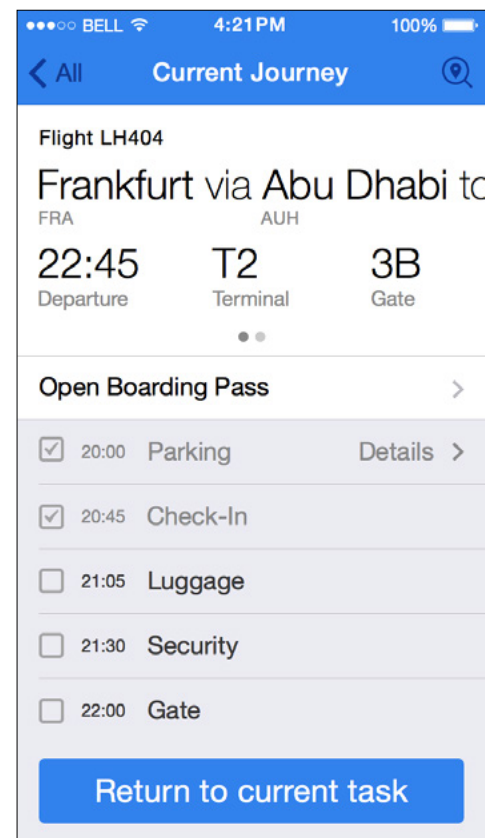 BELL 4:21PM 100%
All Current Journey
Flight LH404
Frankfurt via Abu Dhabi to
FRA AUH
22:45 T2 3B
Departure Terminal Gate
Open Boarding Pass
20:00 Parking Details
20:45 Check-In
21:05 Luggage
21:30 Security
22:00 Gate
Return to current task